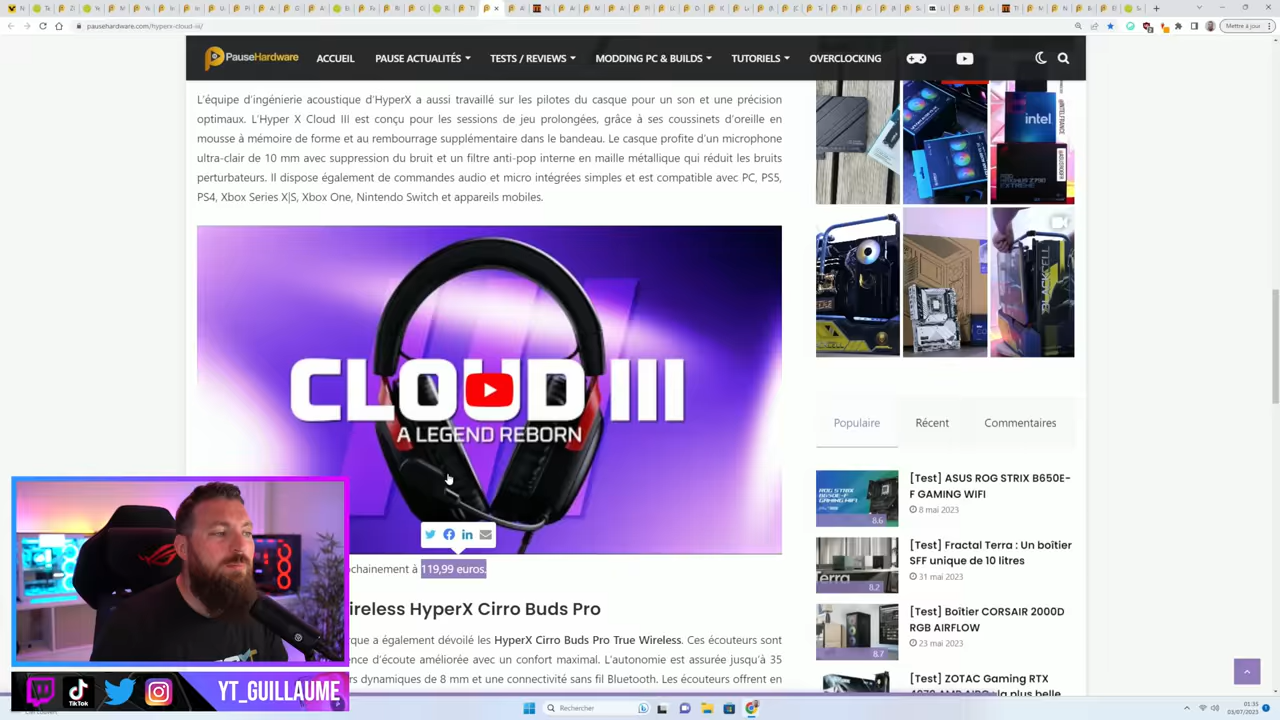 pausehardware.com/hyperx-cloud-iii/
Mettre à jour
PauseHardware
ACCUEIL
PAUSE ACTUALITÉS
TESTS / REVIEWS
MODDING PC & BUILDS
TUTORIELS
OVERCLOCKING
L'équipe d'ingénierie acoustique d'HyperX a aussi travaillé sur les pilotes du casque pour un son et une précision
optimaux. L'Hyper X Cloud III est conçu pour les sessions de jeu prolongées, grâce à ses coussinets d'oreille en
mousse à mémoire de forme et au rembourrage supplémentaire dans le bandeau. Le casque profite d'un microphone
ultra-clair de 10 mm avec suppression du bruit et un filtre anti-pop interne en maille métallique qui réduit les bruits
perturbateurs. Il dispose également de commandes audio et micro intégrées simples et est compatible avec PC, PS5,
PS4, Xbox Series X|S, Xbox One, Nintendo Switch et appareils mobiles.
intel
CLOUD III
A LEGEND REBORN
chainement à 119,99 euros.
ireless HyperX Cirro Buds Pro
que a également dévoilé les HyperX Cirro Buds Pro True Wireless. Ces écouteurs sont
nce d'écoute améliorée avec un confort maximal. L'autonomie est assurée jusqu'à 35
rs dynamiques de 8 mm et une connectivité sans fil Bluetooth. Les écouteurs offrent en
Populaire
Récent
Commentaires
[Test] ASUS ROG STRIX B650E-
F GAMING WIFI
8 mai 2023
8.6
[Test] Fractal Terra : Un boîtier
SFF unique de 10 litres
31 mai 2023
8.2
[Test] Boîtier CORSAIR 2000D
RGB AIRFLOW
23 mai 2023
8.7
[Test] ZOTAC Gaming RTX
TikTok
YT_GUILLAUME
Rechercher
01:35
03/07/2023